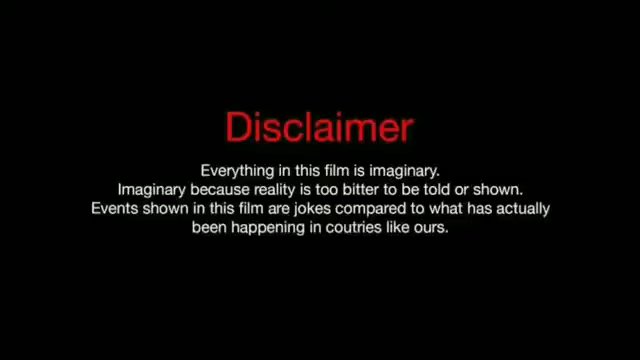 Disclaimer
Everything in this film is imaginary.
Imaginary because reality is too bitter to be told or shown.
Events shown in this film are jokes compared to what has actually
been happening in coutries like ours.